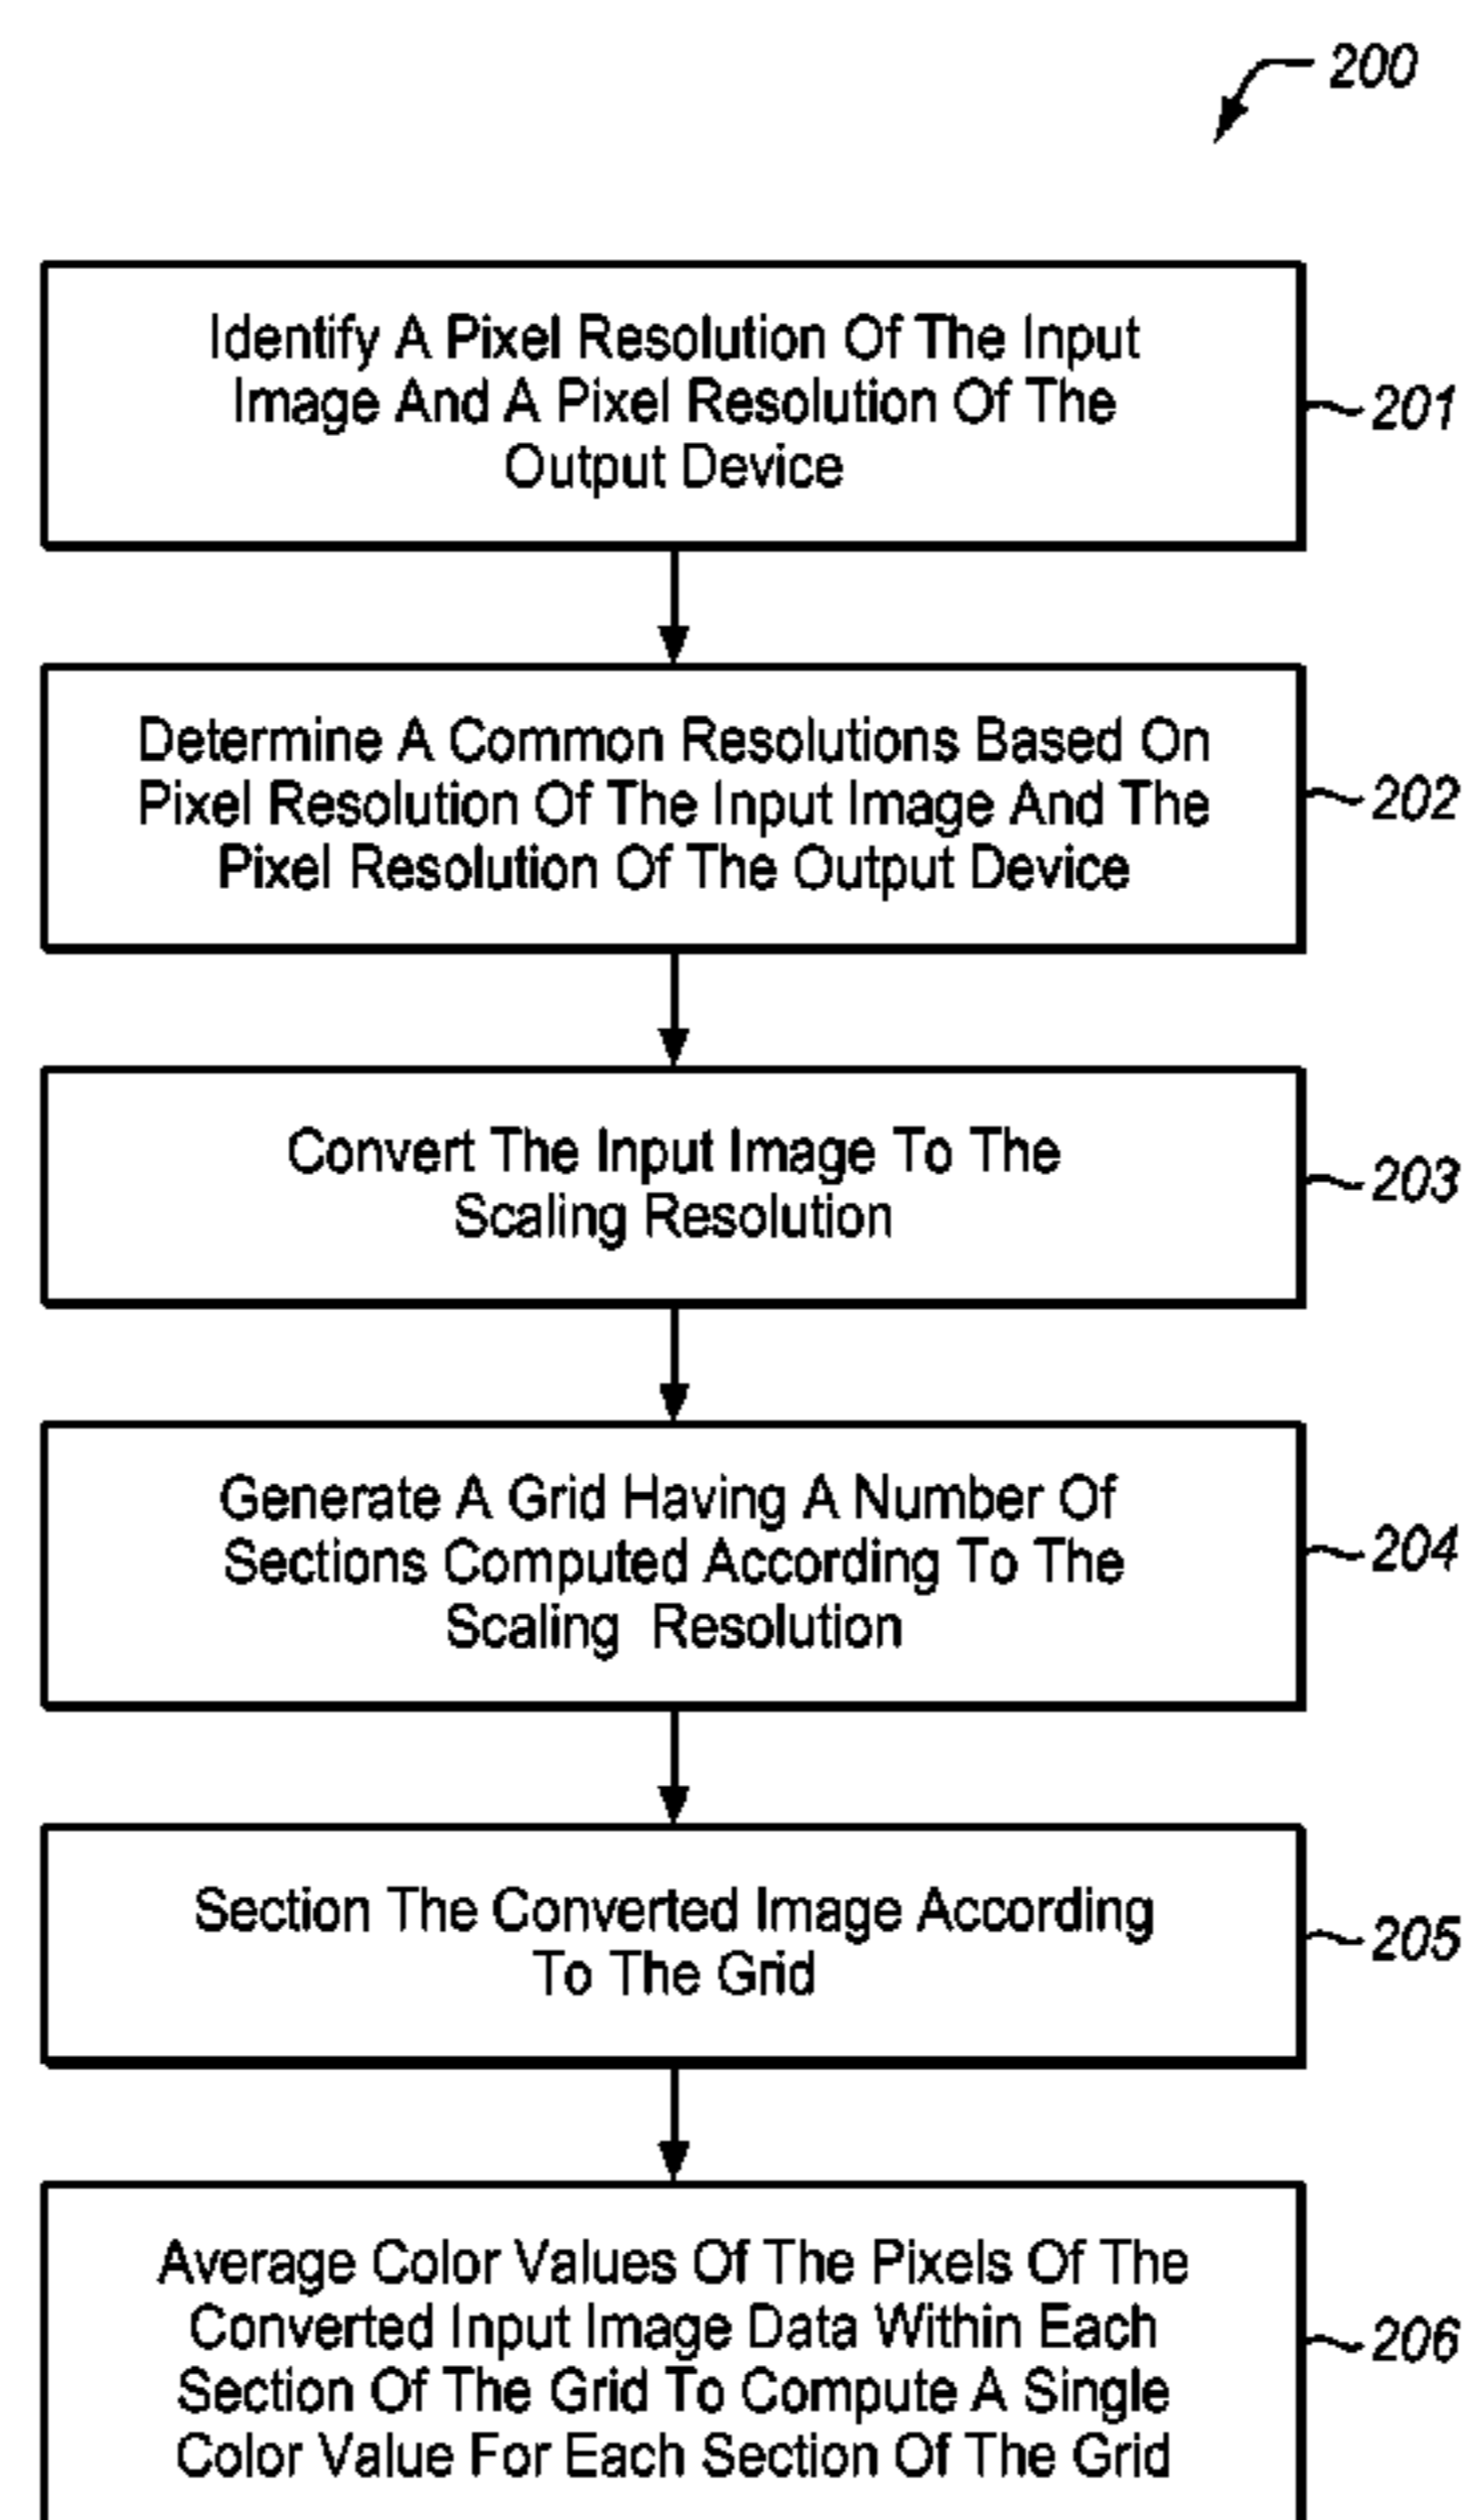 200
Identify A Pixel Resolution Of The Input
Image And A Pixel Resolution Of The
Output Device
201
Determine A Common Resolutions Based On
Pixel Resolution Of The Input Image And The
Pixel Resolution Of The Output Device
202
Convert The Input Image To The
Scaling Resolution
203
Generate A Grid Having A Number Of
Sections Computed According To The
Scaling Resolution
204
Section The Converted Image According
To The Grid
205
Average Color Values Of The Pixels Of The
Converted Input Image Data Within Each
Section Of The Grid To Compute A Single
Color Value For Each Section Of The Grid
206